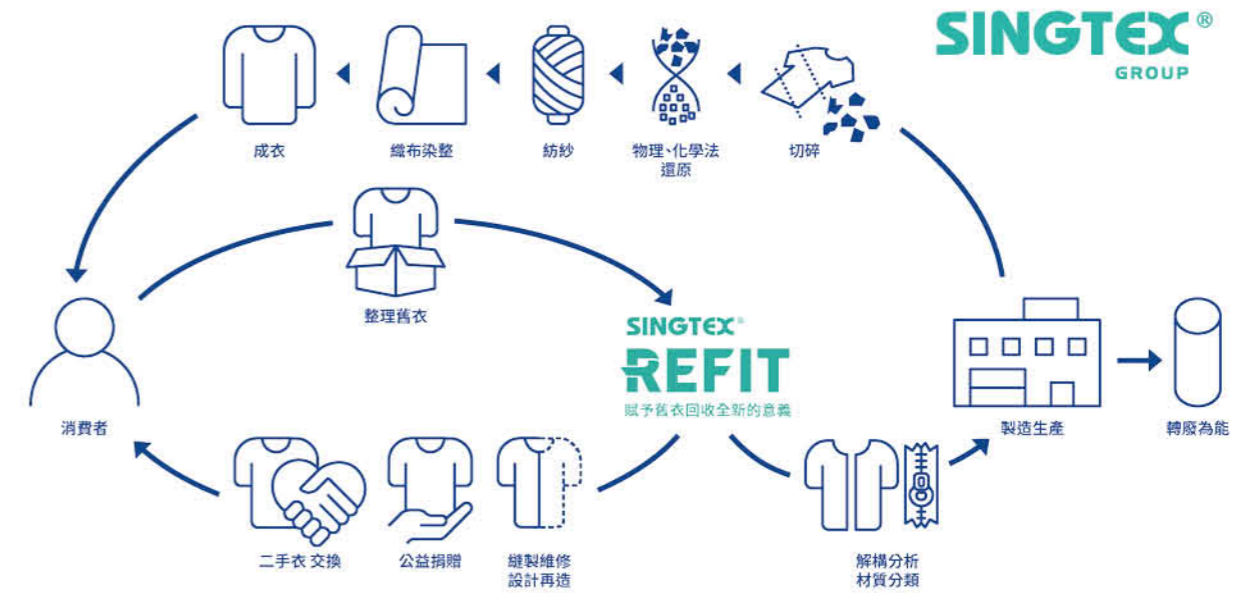 SINGTEX®
GROUP
成衣
織布染整
紡紗
物理、化學法
還原
切碎
整理舊衣
SINGTEX®
REFIT
賦予舊衣回收全新的意義
消費者
製造生產
轉廢為能
二手衣 交換
公益捐贈
縫製維修
設計再造
解構分析
材質分類